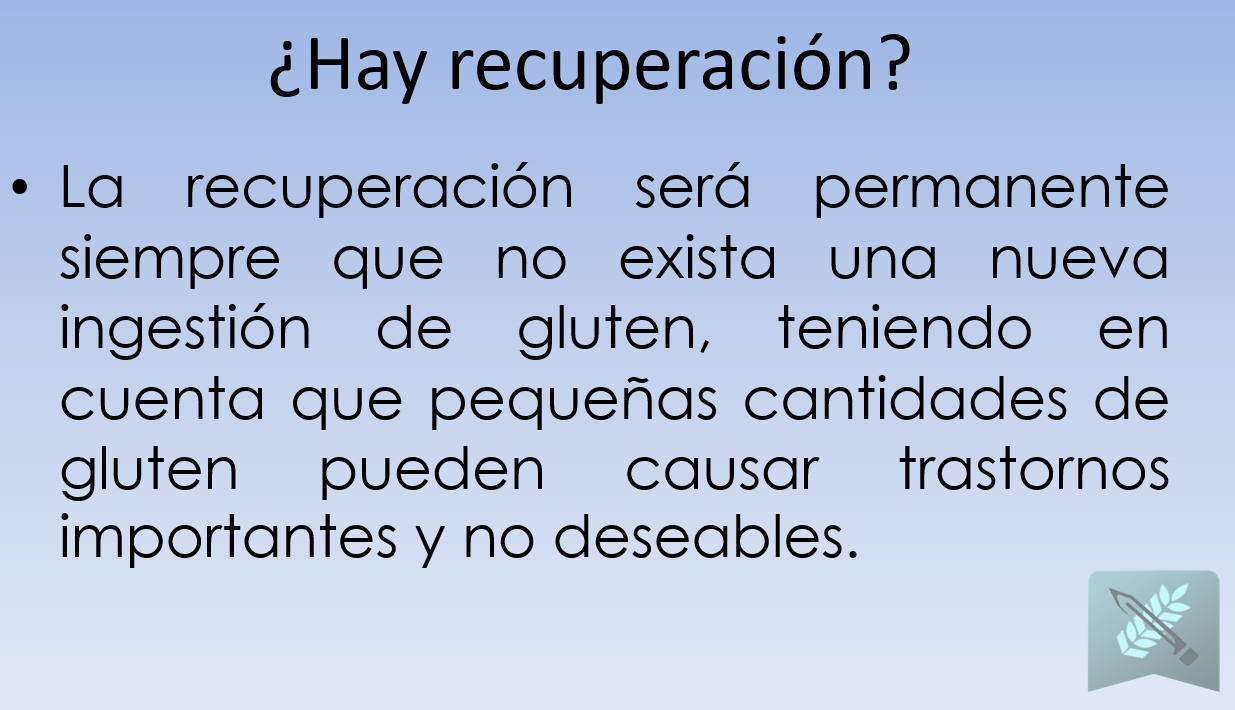 ¿Hay recuperación?
• La recuperación será permanente
siempre que no exista una nueva
ingestión de gluten, teniendo en
cuenta que pequeñas cantidades de
gluten pueden causar trastornos
importantes y no deseables.